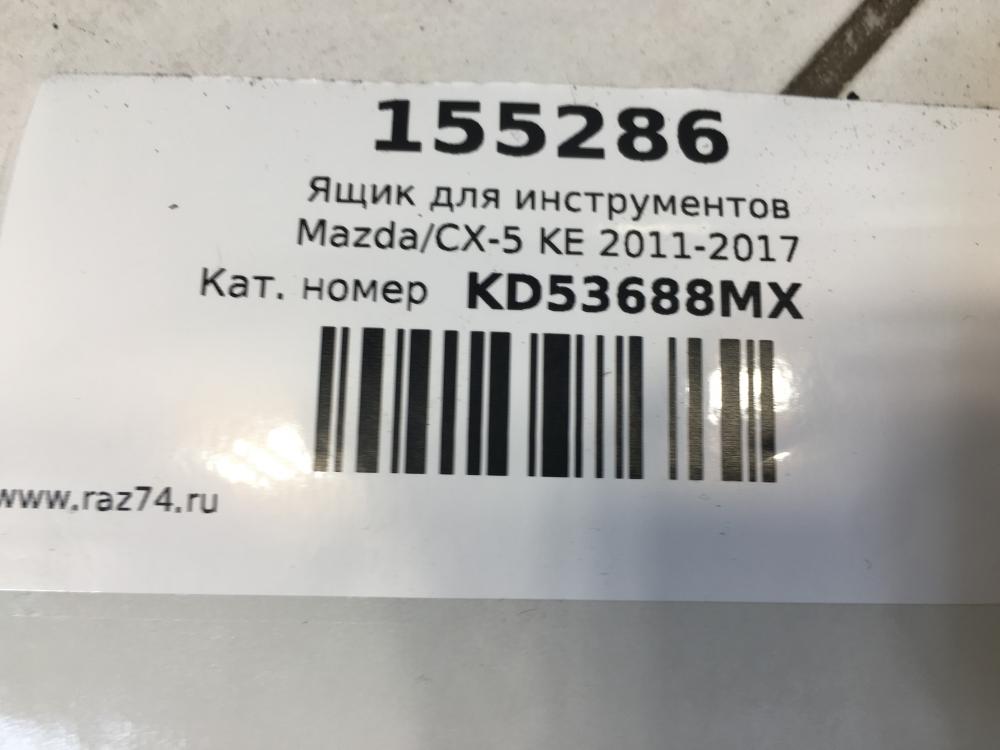 155286
Ящик для инструментов
Mazda/CX-5 KE 2011-2017
Кат. номер KD53688MX
www.raz74.ru